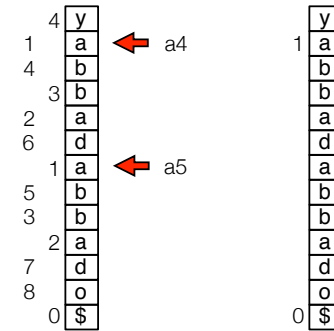 4 y y
1 a a4 1 a
4 b b
3 b b
2 a a
6 d d
1 a a5 a
5 b b
3 b b
2 a a
7 d d
8 o o
0 $ 0 $